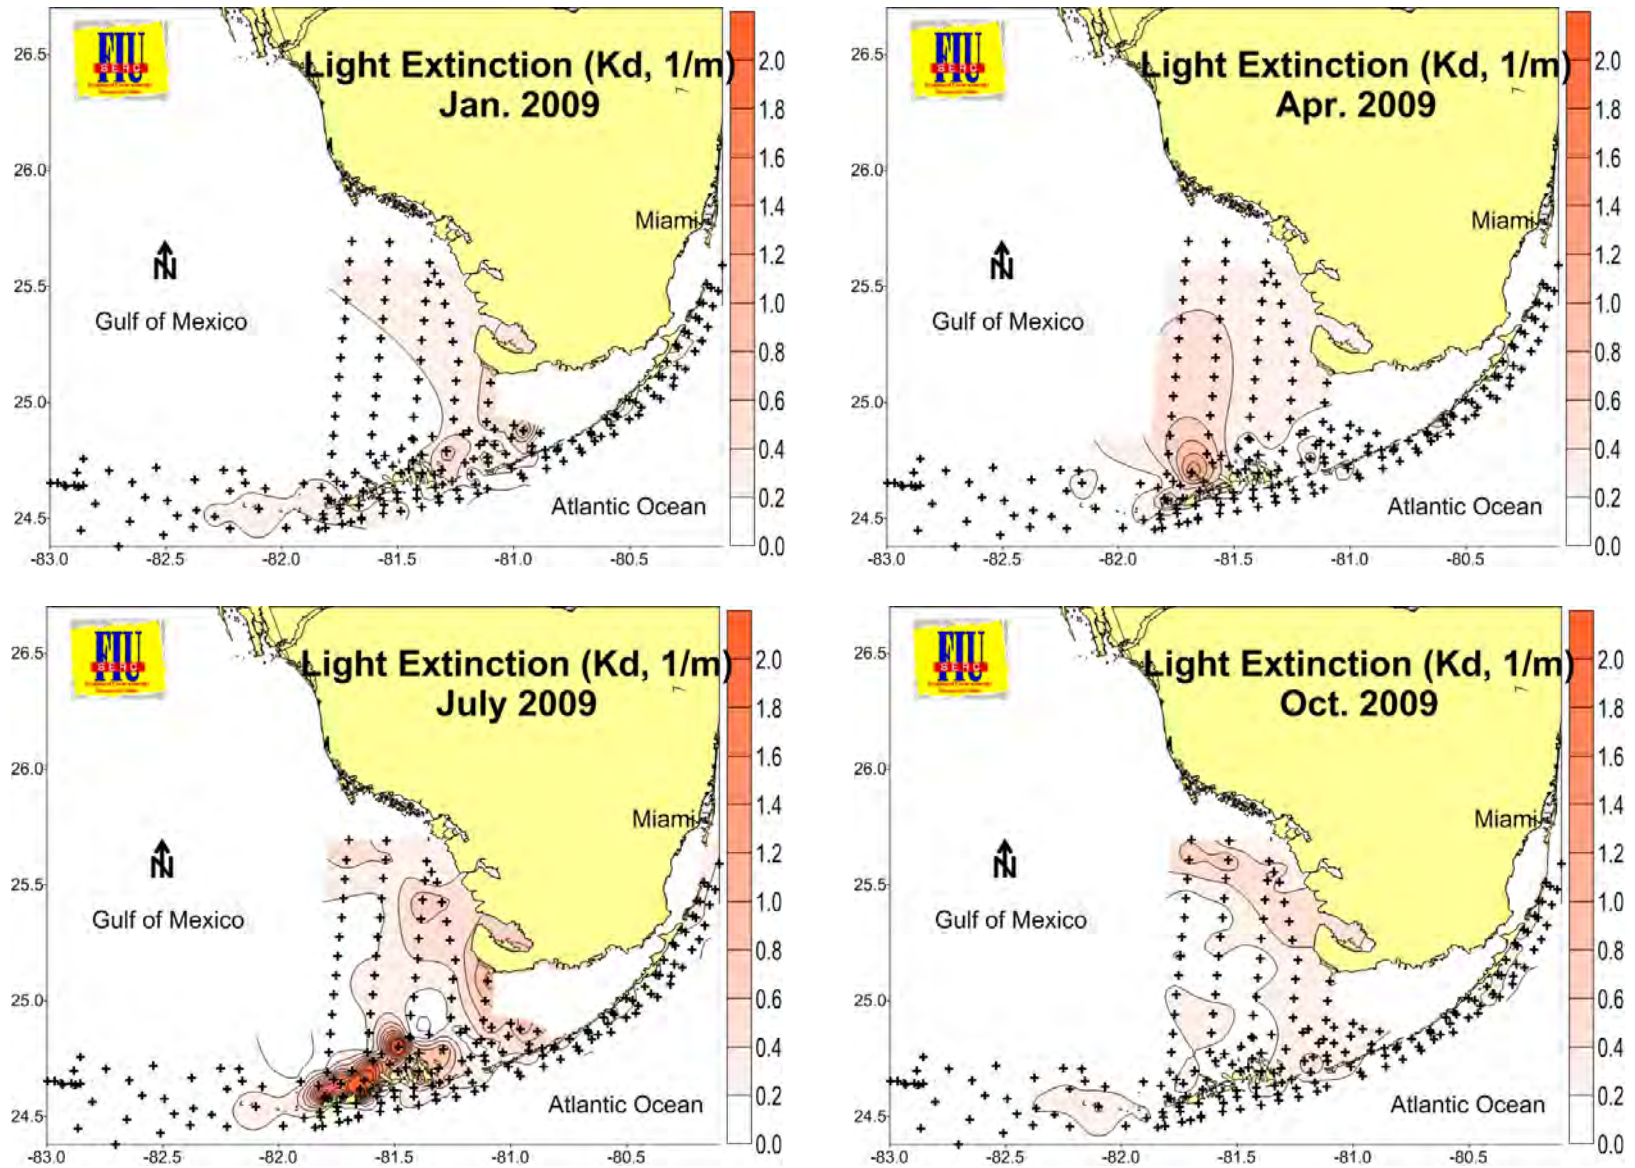 FIU
SERC
Light Extinction (Kd, 1/m)
Jan. 2009
Miami
N
Gulf of Mexico
Atlantic Ocean
26.5
26.0
25.5
25.0
24.5
-83.0 -82.5 -82.0 -81.5 -81.0 -80.5
2.0
1.8
1.6
1.4
1.2
1.0
0.8
0.6
0.4
0.2
0.0
FIU
SERC
Light Extinction (Kd, 1/m)
Apr. 2009
Miami
N
Gulf of Mexico
Atlantic Ocean
26.5
26.0
25.5
25.0
24.5
-83.0 -82.5 -82.0 -81.5 -81.0 -80.5
2.0
1.8
1.6
1.4
1.2
1.0
0.8
0.6
0.4
0.2
0.0
FIU
SERC
Light Extinction (Kd, 1/m)
July 2009
Miami
N
Gulf of Mexico
Atlantic Ocean
26.5
26.0
25.5
25.0
24.5
-83.0 -82.5 -82.0 -81.5 -81.0 -80.5
2.0
1.8
1.6
1.4
1.2
1.0
0.8
0.6
0.4
0.2
0.0
FIU
SERC
Light Extinction (Kd, 1/m)
Oct. 2009
Miami
N
Gulf of Mexico
Atlantic Ocean
26.5
26.0
25.5
25.0
24.5
-83.0 -82.5 -82.0 -81.5 -81.0 -80.5
2.0
1.8
1.6
1.4
1.2
1.0
0.8
0.6
0.4
0.2
0.0